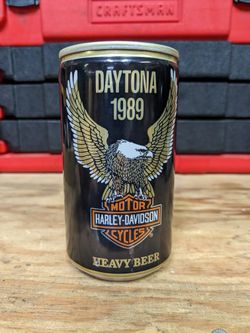 CRAFTSMAN
DAYTONA
1989
MOTOR
HARLEY-DAVIDSON
CYCLES
HEAVY BEER